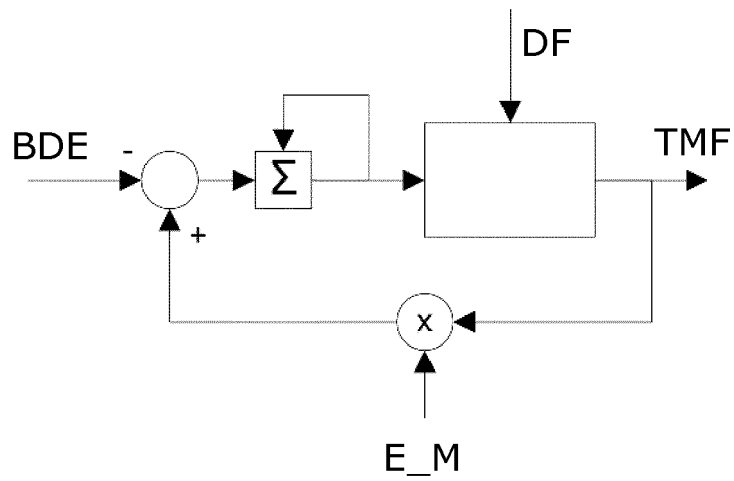 DF
BDE
-
Σ
TMF
+
x
E_M